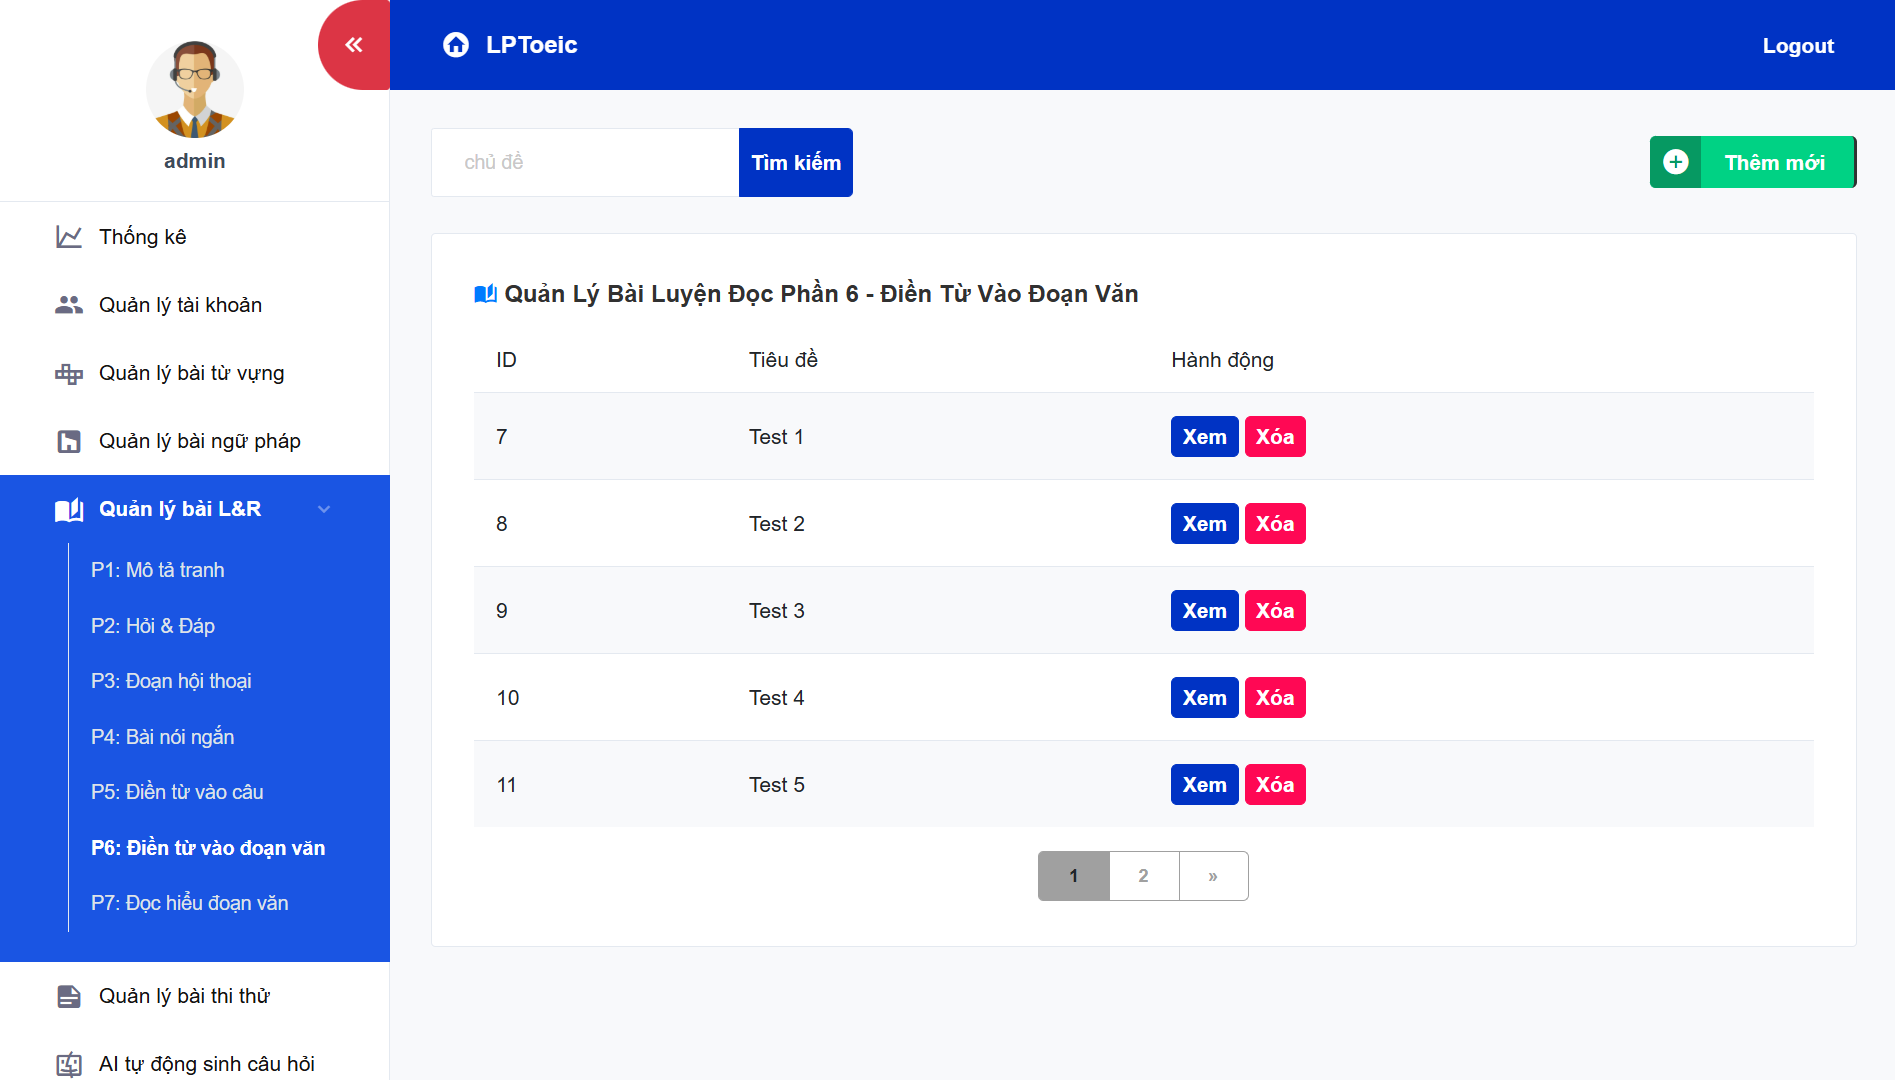 admin
Thống kê
Quản lý tài khoản
Quản lý bài từ vựng
Quản lý bài ngữ pháp
Quản lý bài L&R
P1: Mô tả tranh
P2: Hỏi & Đáp
P3: Đoạn hội thoại
P4: Bài nói ngắn
P5: Điền từ vào câu
P6: Điền từ vào đoạn văn
P7: Đọc hiểu đoạn văn
Quản lý bài thi thử
AI tự động sinh câu hỏi
LPToeic
Logout
chủ đề
Tìm kiếm
Thêm mới
Quản Lý Bài Luyện Đọc Phần 6 - Điền Từ Vào Đoạn Văn
ID Tiêu đề Hành động
7 Test 1 Xem Xóa
8 Test 2 Xem Xóa
9 Test 3 Xem Xóa
10 Test 4 Xem Xóa
11 Test 5 Xem Xóa
1 2 »